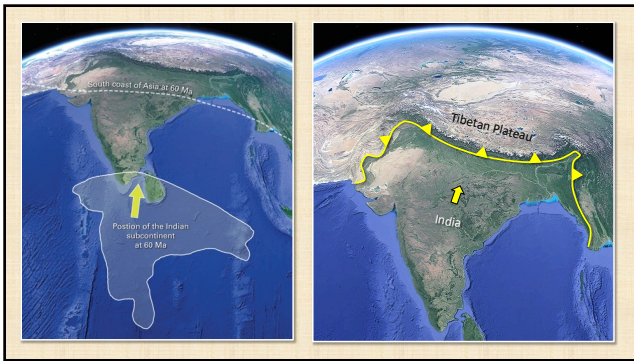 South coast of Asia at 60 Ma
Postion of the Indian
subcontinent
at 60 Ma
Tibetan Plateau
India